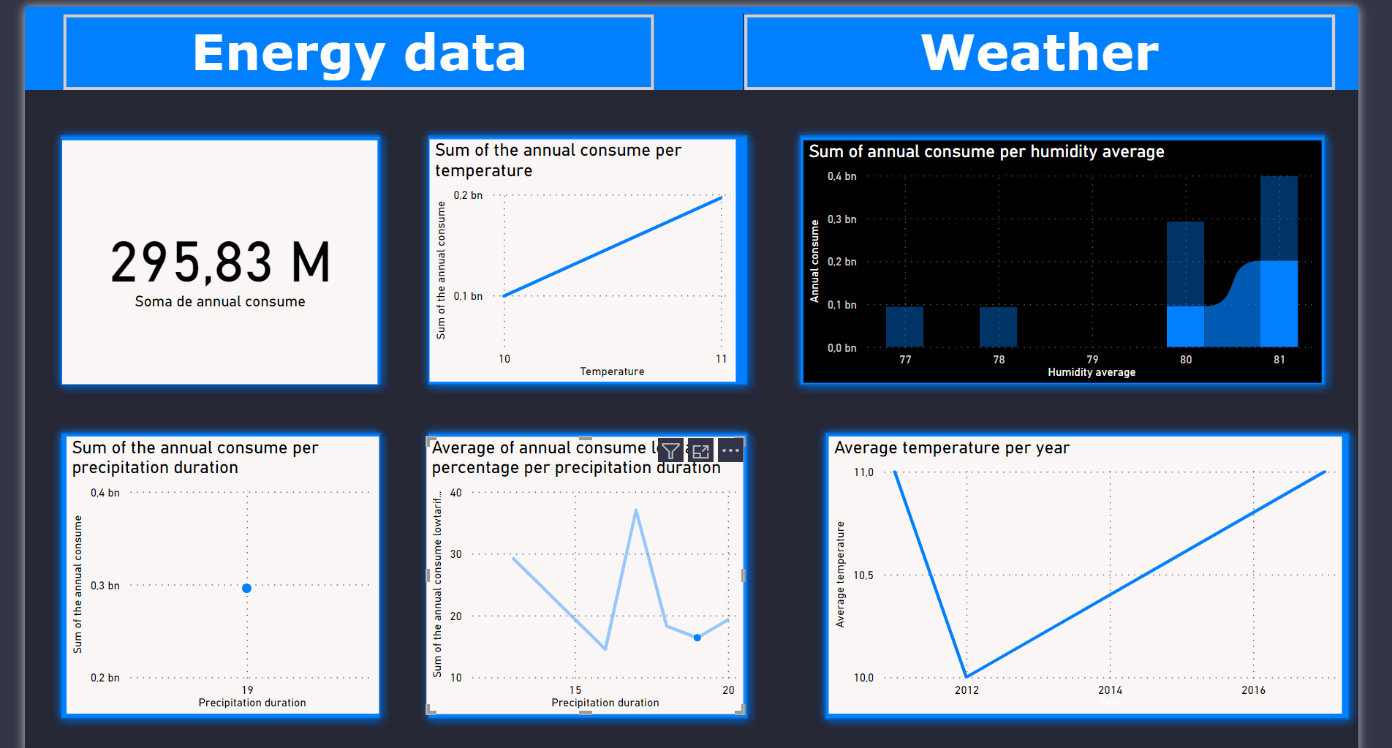 Energy data
Weather
295,83 M
Soma de annual consume
Sum of the annual consume per
temperature
Sum of the annual consume
0,2 bn
0,1 bn
10
11
Temperature
Sum of annual consume per humidity average
Annual consume
0,4 bn
0,3 bn
0,2 bn
0,1 bn
0,0 bn
77
78
79
80
81
Humidity average
Sum of the annual consume per
precipitation duration
Sum of the annual consume
0,4 bn
0,3 bn
0,2 bn
19
Precipitation duration
Average of annual consume
percentage per precipitation duration
Sum of the annual consume lowtarif...
40
30
20
10
15
20
Precipitation duration
Average temperature per year
Average temperature
11.0
10.5
10.0
2012
2014
2016